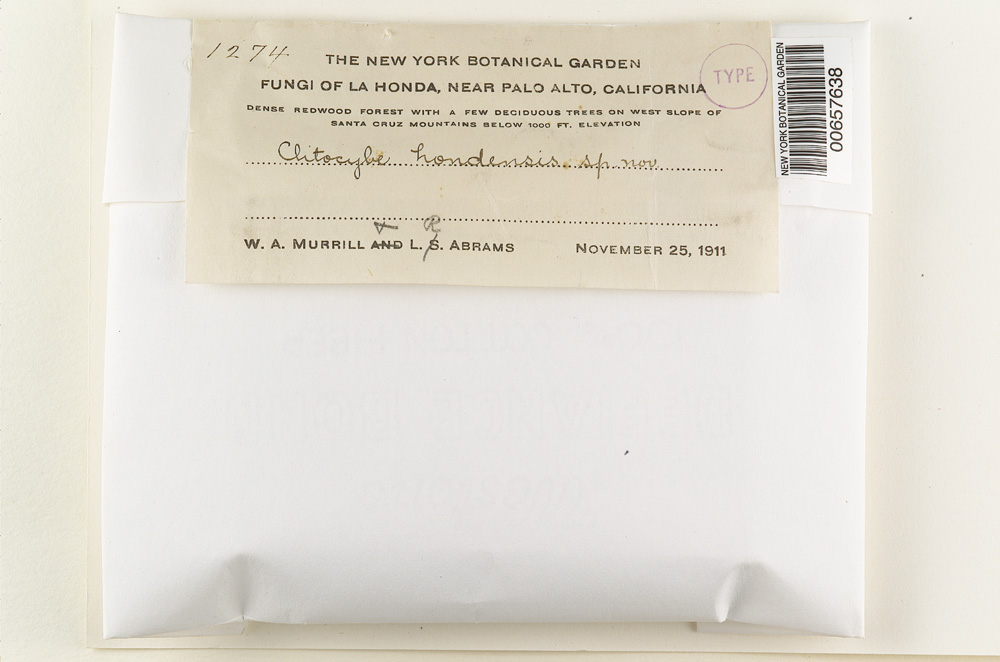 1274
THE NEW YORK BOTANICAL GARDEN
FUNGI OF LA HONDA, NEAR PALO ALTO, CALIFORNIA
TYPE
DENSE REDWOOD FOREST WITH A FEW DECIDUOUS TREES ON WEST SLOPE OF
SANTA CRUZ MOUNTAINS BELOW 1000 FT. ELEVATION
Clitocybe hondensis sp. nov.
& R
W. A. MURRILL AND L. S. ABRAMS NOVEMBER 25, 1911
NEW YORK BOTANICAL GARDEN
00657638